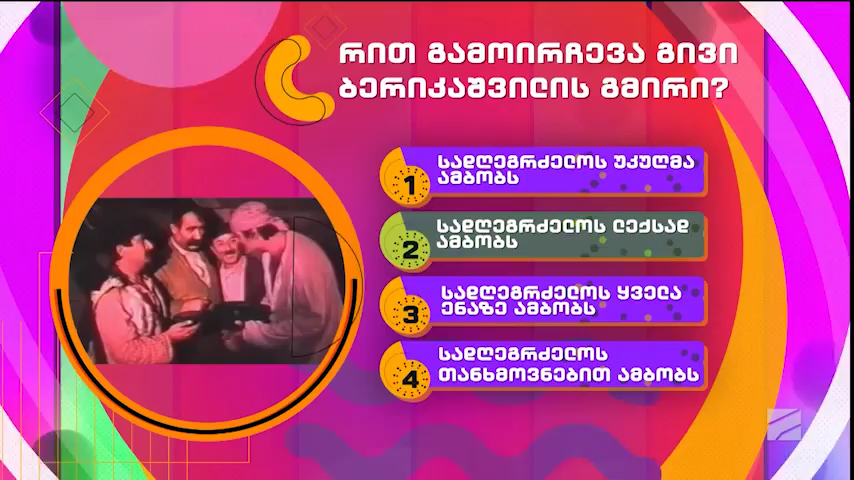 რით გამოირჩევა გივი
ბერიკაშვილის გმირი?
1
სადღეგრძელოს უკუღმა
ამბობს
2
სადღეგრძელოს ლექსად
ამბობს
3
სადღეგრძელოს ყველა
ენაზე ამბობს
4
სადღეგრძელოს
თანხმოვნებით ამბობს